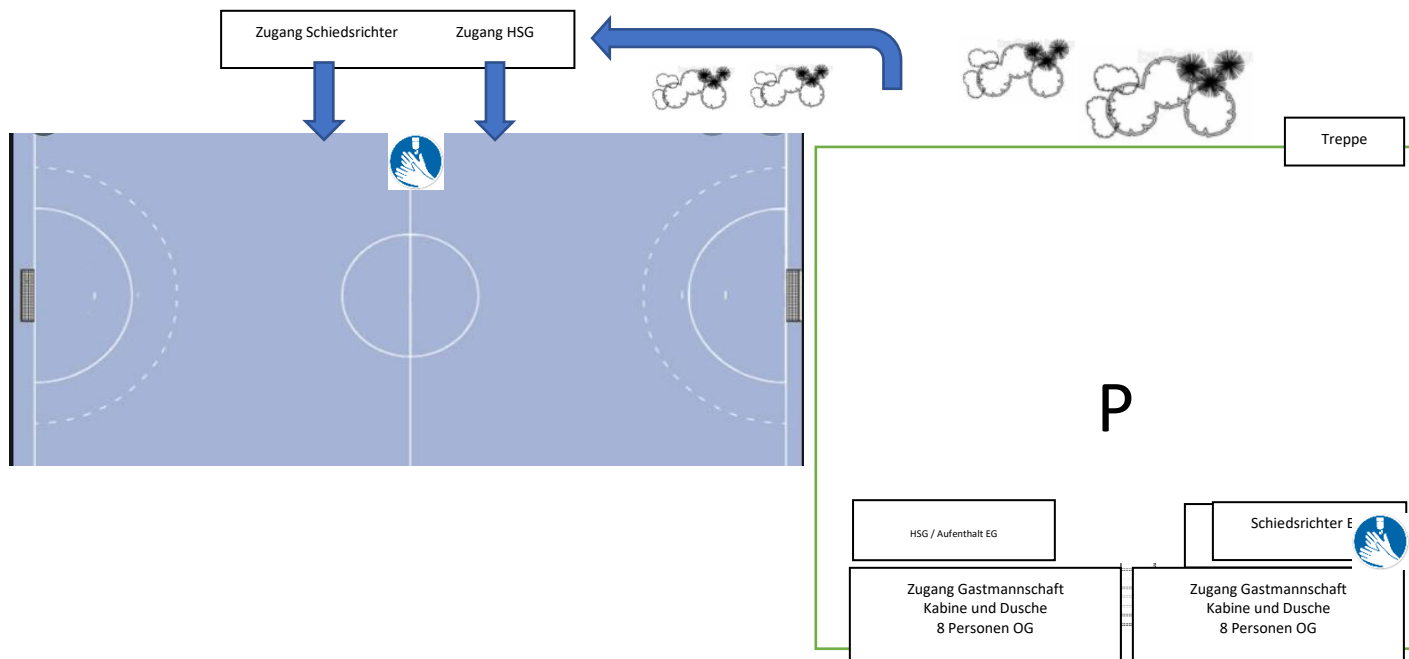 Zugang Schiedsrichter Zugang HSG
Treppe
P
HSG / Aufenthalt EG
Schiedsrichter E
Zugang Gastmannschaft
Kabine und Dusche
8 Personen OG
Zugang Gastmannschaft
Kabine und Dusche
8 Personen OG